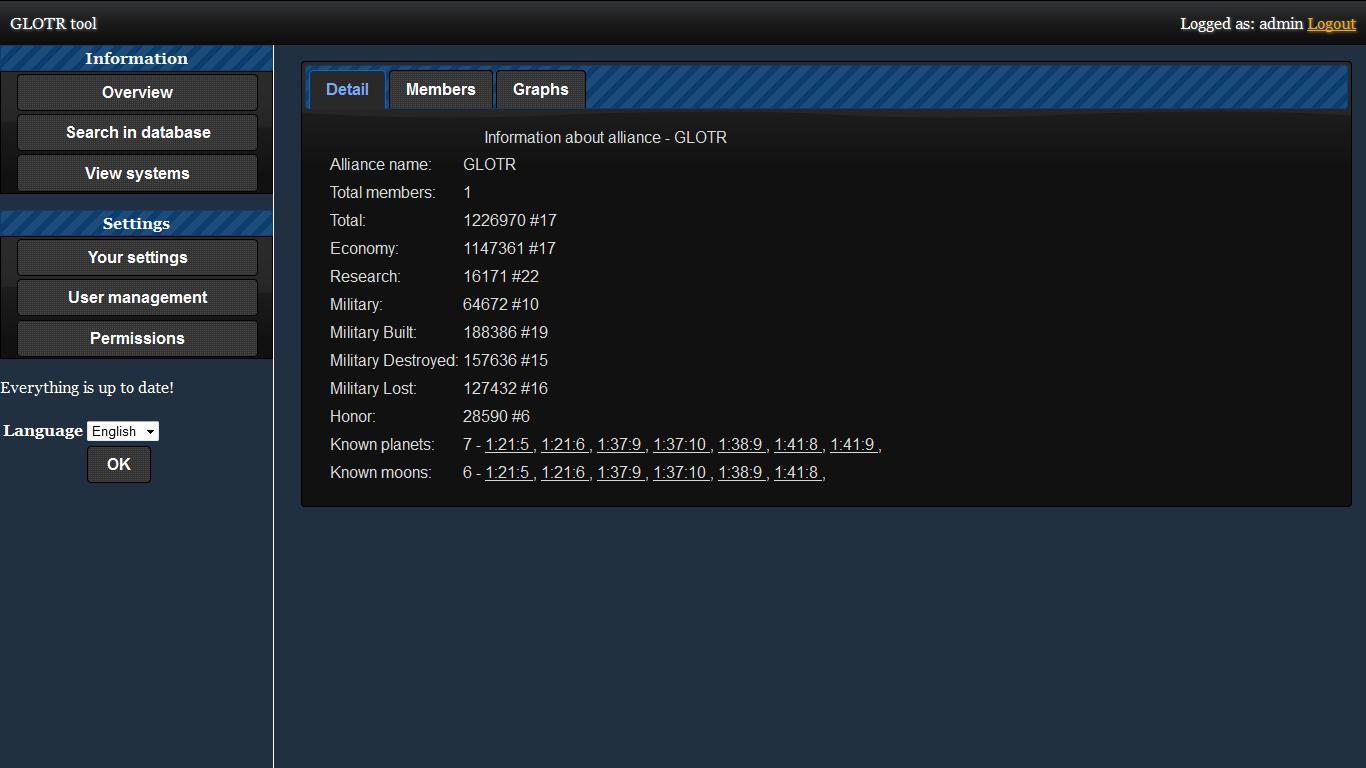 GLOTR tool
Logged as: admin Logout
Information
Overview
Search in database
View systems
Settings
Your settings
User management
Permissions
Everything is up to date!
Language English
OK
Detail Members Graphs
Information about alliance - GLOTR
Alliance name: GLOTR
Total members: 1
Total: 1226970 #17
Economy: 1147361 #17
Research: 16171 #22
Military: 64672 #10
Military Built: 188386 #19
Military Destroyed: 157636 #15
Military Lost: 127432 #16
Honor: 28590 #6
Known planets: 7 - 1:21:5 , 1:21:6 , 1:37:9 , 1:37:10 , 1:38:9 , 1:41:8 , 1:41:9 ,
Known moons: 6 - 1:21:5 , 1:21:6 , 1:37:9 , 1:37:10 , 1:38:9 , 1:41:8 ,